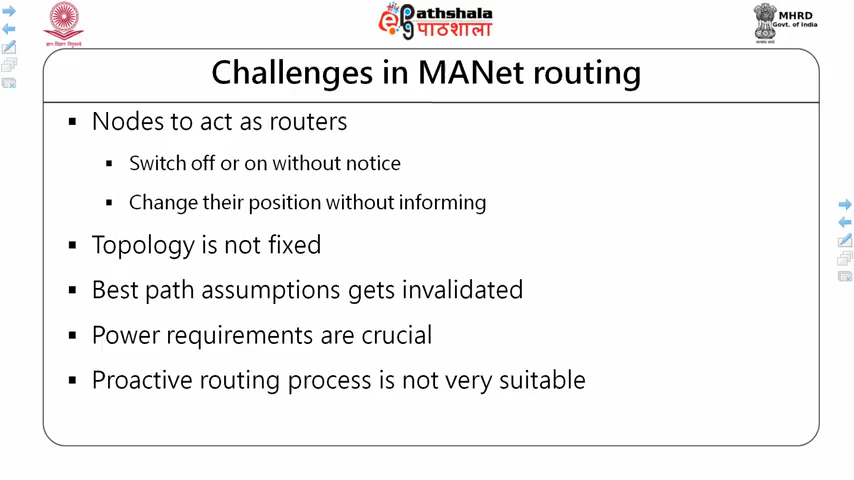 ePathshala
पाठशाला
MHRD
Govt. of India
Challenges in MANet routing
Nodes to act as routers
Switch off or on without notice
Change their position without informing
Topology is not fixed
Best path assumptions gets invalidated
Power requirements are crucial
Proactive routing process is not very suitable